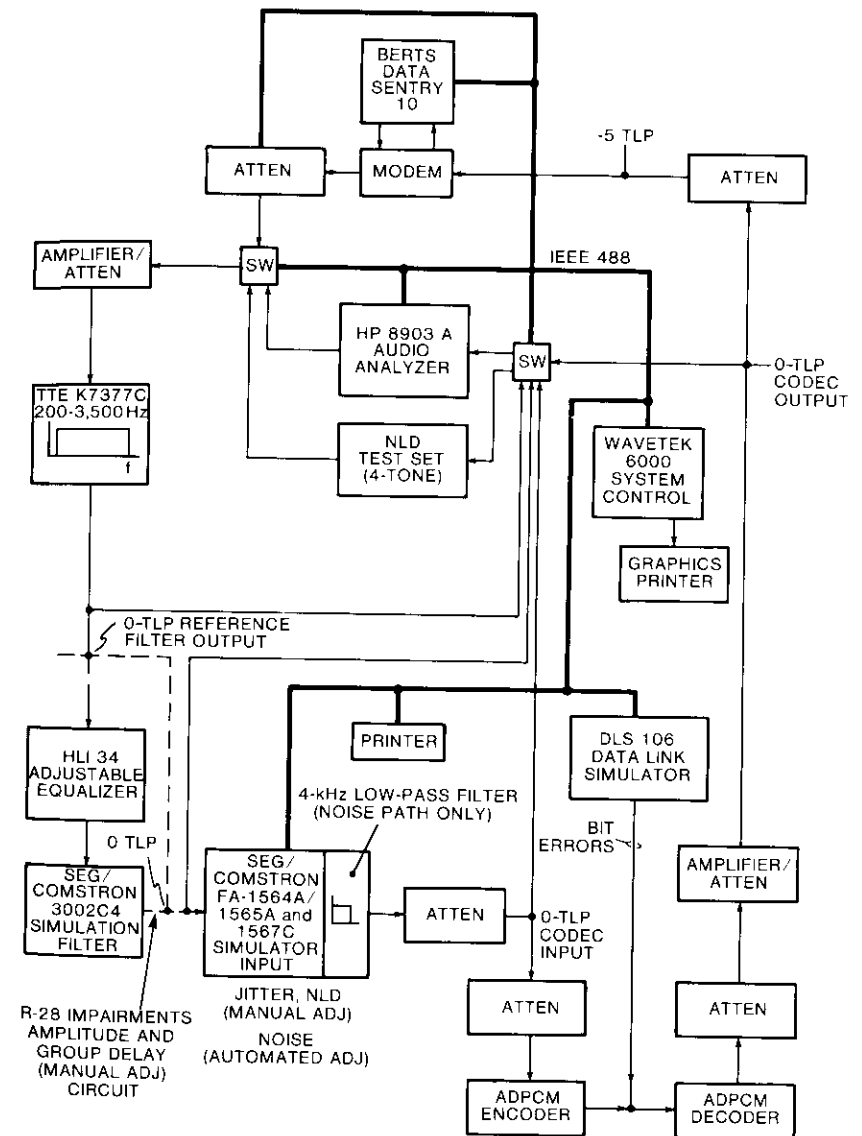 BERTS
DATA
SENTRY
10
-5 TLP
ATTEN
MODEM
ATTEN
AMPLIFIER/
ATTEN
SW
IEEE 488
HP 8903 A
AUDIO
ANALYZER
SW
0-TLP
CODEC
OUTPUT
TTE K7377C
200-3,500 Hz
f
NLD
TEST SET
(4-TONE)
WAVETEK
6000
SYSTEM
CONTROL
GRAPHICS
PRINTER
0-TLP REFERENCE
FILTER OUTPUT
PRINTER
DLS 106
DATA LINK
SIMULATOR
HLI 34
ADJUSTABLE
EQUALIZER
4-kHz LOW-PASS FILTER
(NOISE PATH ONLY)
0 TLP
BIT
ERRORS
SEG/
COMSTRON
3002C4
SIMULATION
FILTER
SEG/
COMSTRON
FA-1564A/
1565A and
1567C
SIMULATOR
INPUT
ATTEN
0-TLP
CODEC
INPUT
AMPLIFIER/
ATTEN
R-28 IMPAIRMENTS
AMPLITUDE AND
GROUP DELAY
(MANUAL ADJ)
CIRCUIT
JITTER, NLD
(MANUAL ADJ)
NOISE
(AUTOMATED ADJ)
ATTEN
ATTEN
ADPCM
ENCODER
ADPCM
DECODER